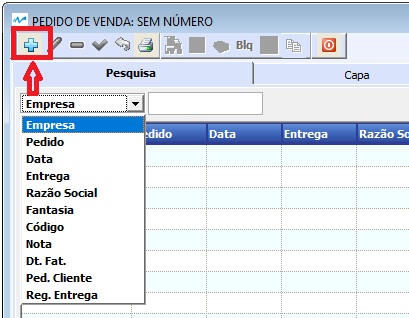 PEDIDO DE VENDA: SEM NÚMERO
Blq
Pesquisa Capa
Empresa
Empresa
Pedido
Data
Entrega
Razão Social
Fantasia
Código
Nota
Dt. Fat.
Ped. Cliente
Reg. Entrega
edido Data Entrega Razão So